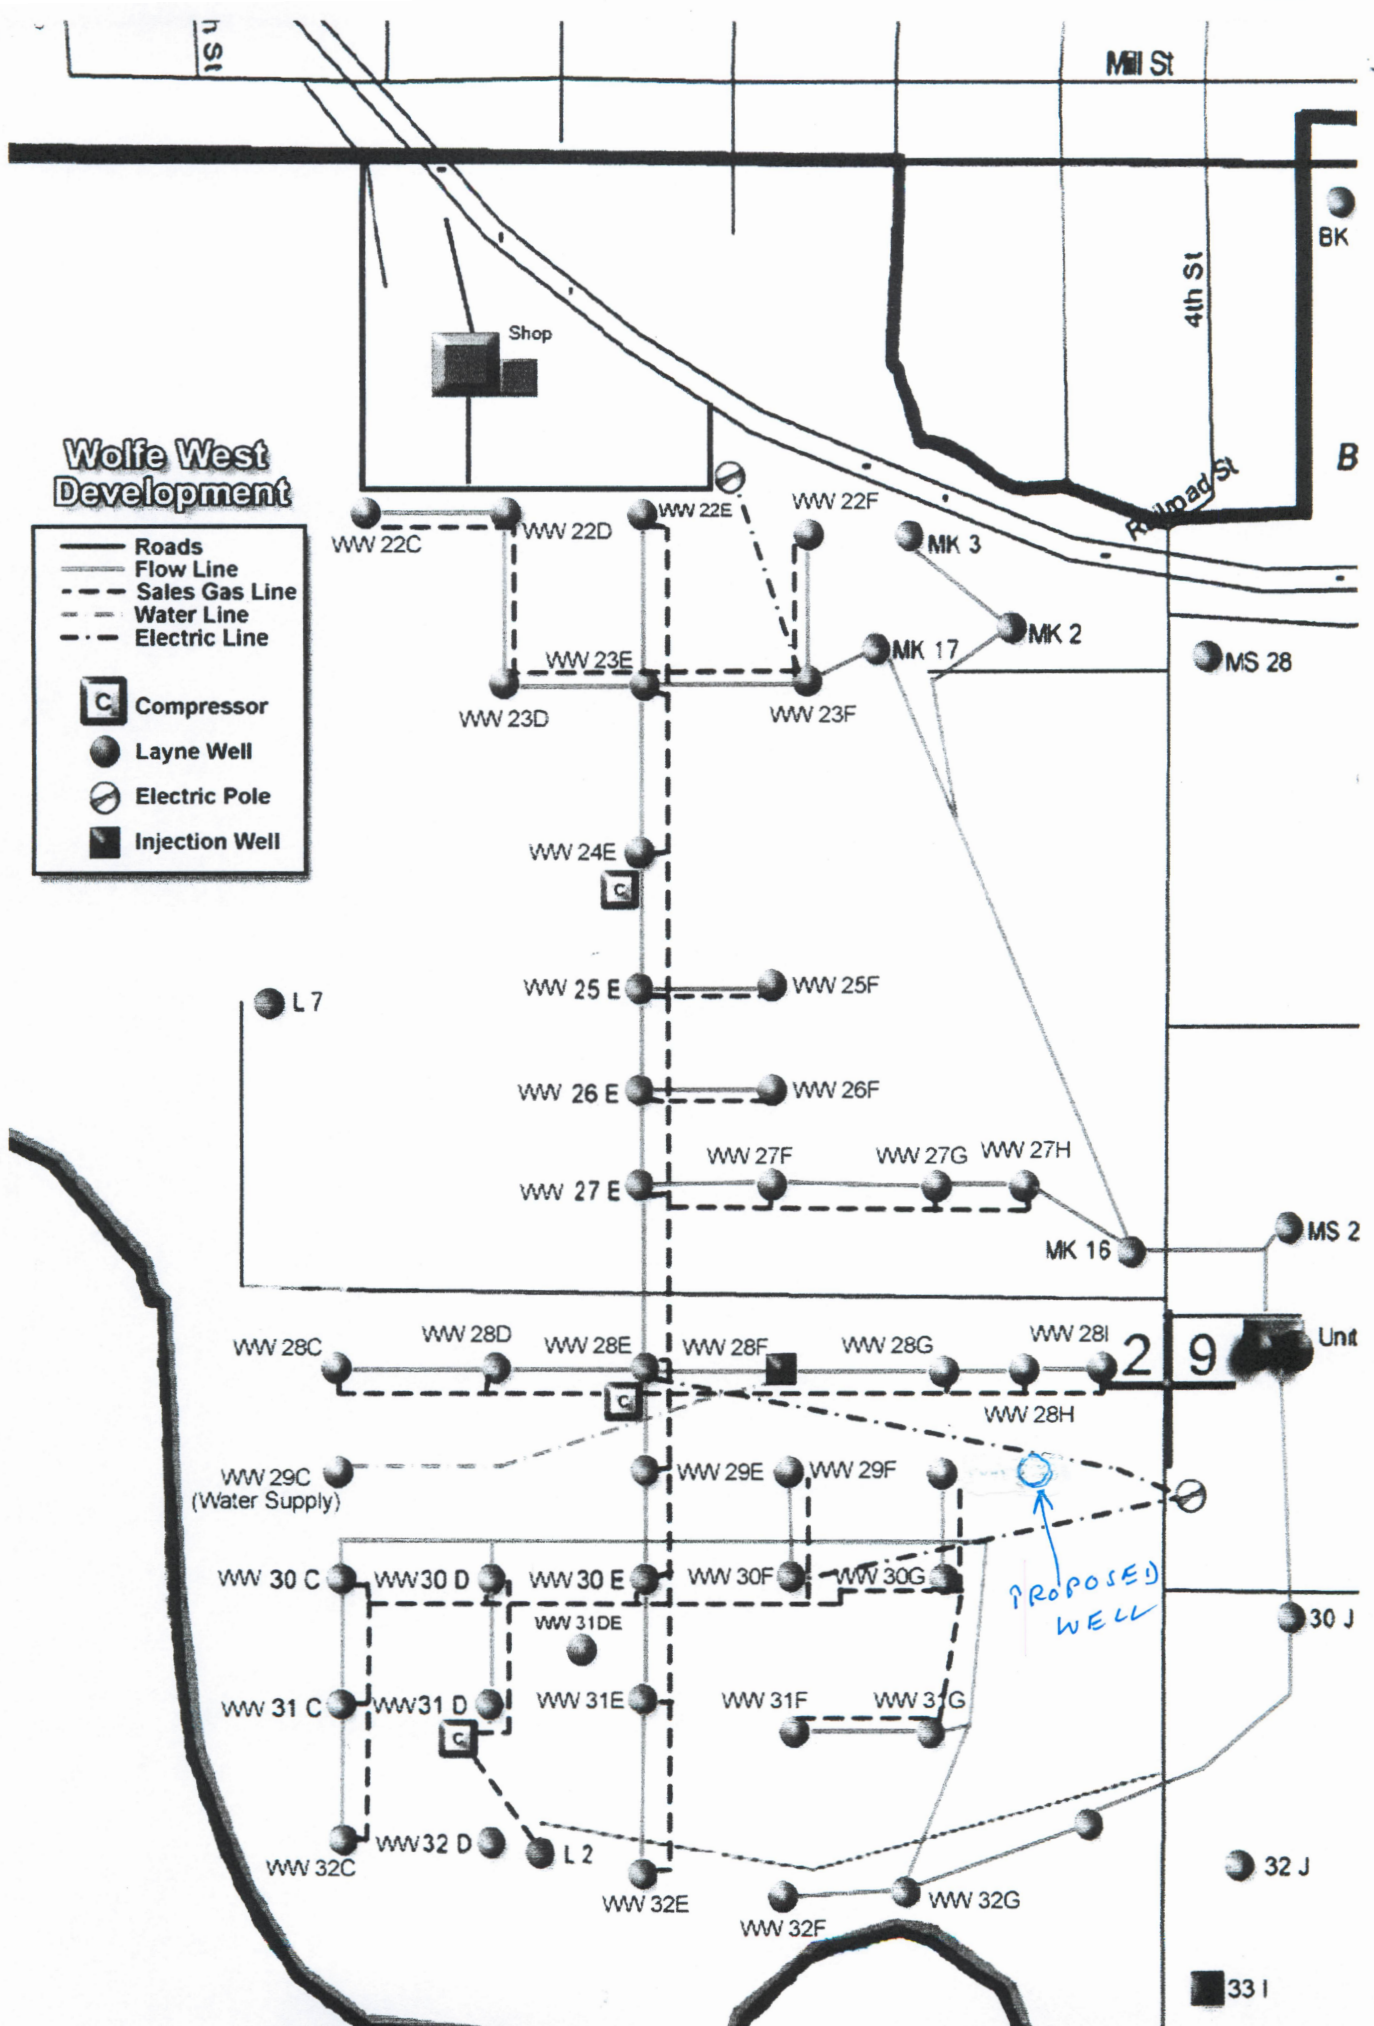 h St
Mill St
BK
4th St
Shop
Railroad St
B
Wolfe West
Development
Roads
Flow Line
Sales Gas Line
Water Line
Electric Line
C Compressor
Layne Well
Electric Pole
Injection Well
WW 22C
WW 22D
WW 22E
WW 22F
MK 3
MK 2
MK 17
MS 28
WW 23E
WW 23D
WW 23F
WW 24E
C
WW 25 E
WW 25F
L 7
WW 26 E
WW 26F
WW 27F
WW 27G
WW 27H
WW 27 E
MK 16
MS 2
WW 28C
WW 28D
WW 28E
WW 28F
WW 28G
WW 28I
2 9
Unit
C
WW 28H
WW 29C
(Water Supply)
WW 29E
WW 29F
WW 30 C
WW 30 D
WW 30 E
WW 30F
WW 30G
PROPOSED
WELL
WW 31DE
30 J
WW 31 C
WW 31 D
WW 31E
WW 31F
WW 31G
C
WW 32C
WW 32 D
L 2
WW 32E
WW 32F
WW 32G
32 J
33 I